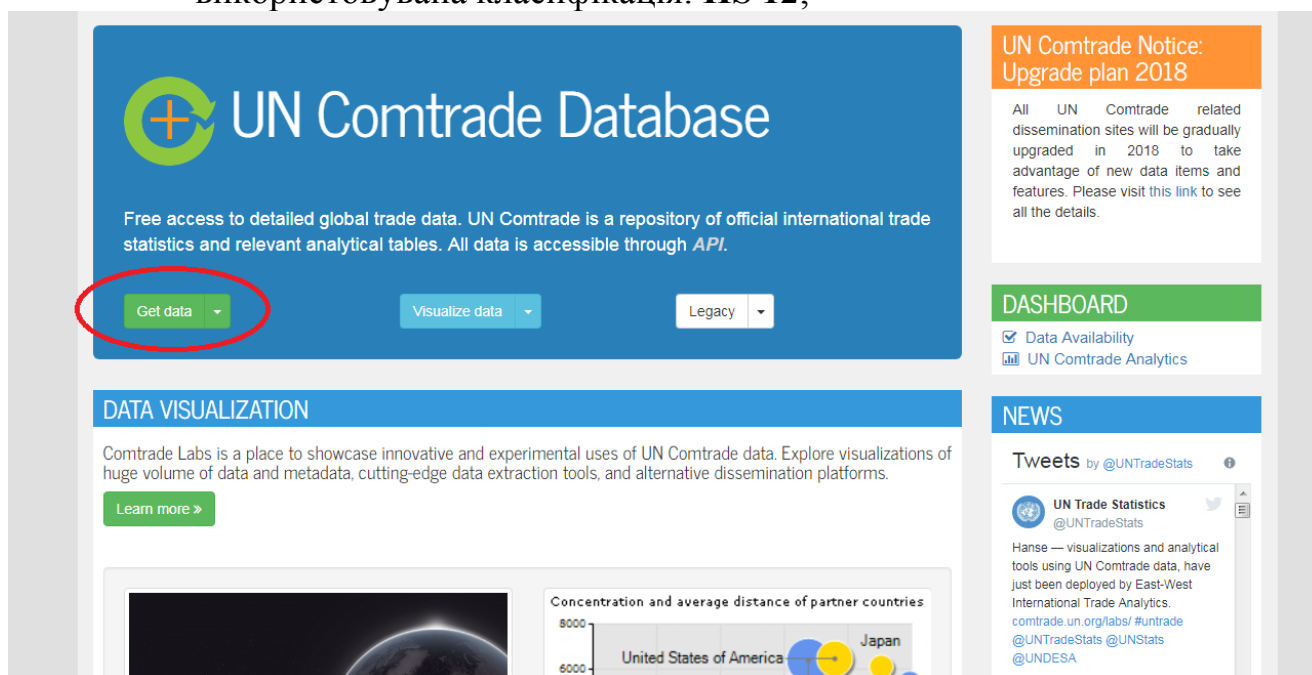 використовувана класифікація: HS 12;
UN Comtrade Database
Free access to detailed global trade data. UN Comtrade is a repository of official international trade
statistics and relevant analytical tables. All data is accessible through API.
Get data
Visualize data
Legacy
DATA VISUALIZATION
Comtrade Labs is a place to showcase innovative and experimental uses of UN Comtrade data. Explore visualizations of
huge volume of data and metadata, cutting-edge data extraction tools, and alternative dissemination platforms.
Learn more »
Concentration and average distance of partner countries
8000
Japan
United States of America
6000
UN Comtrade Notice:
Upgrade plan 2018
All UN Comtrade related
dissemination sites will be gradually
upgraded in 2018 to take
advantage of new data items and
features. Please visit this link to see
all the details.
DASHBOARD
Data Availability
UN Comtrade Analytics
NEWS
Tweets by @UNTradeStats
UN Trade Statistics
@UNTradeStats
Hanse — visualizations and analytical
tools using UN Comtrade data, have
just been deployed by East-West
International Trade Analytics.
comtrade.un.org/labs/ #untrade
@UNTradeStats @UNStats
@UNDESA